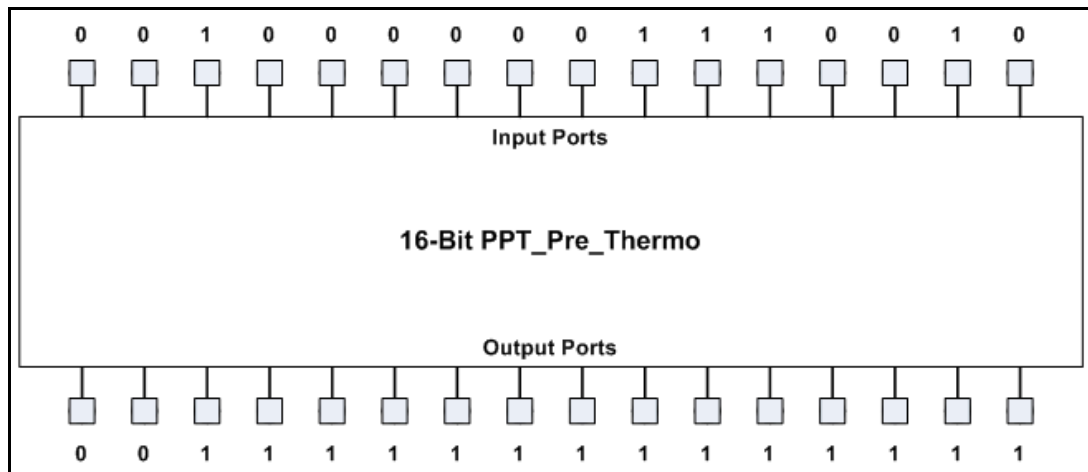 0 0 1 0 0 0 0 0 0 1 1 1 0 0 1 0
Input Ports
16-Bit PPT_Pre_Thermo
Output Ports
0 0 1 1 1 1 1 1 1 1 1 1 1 1 1 1